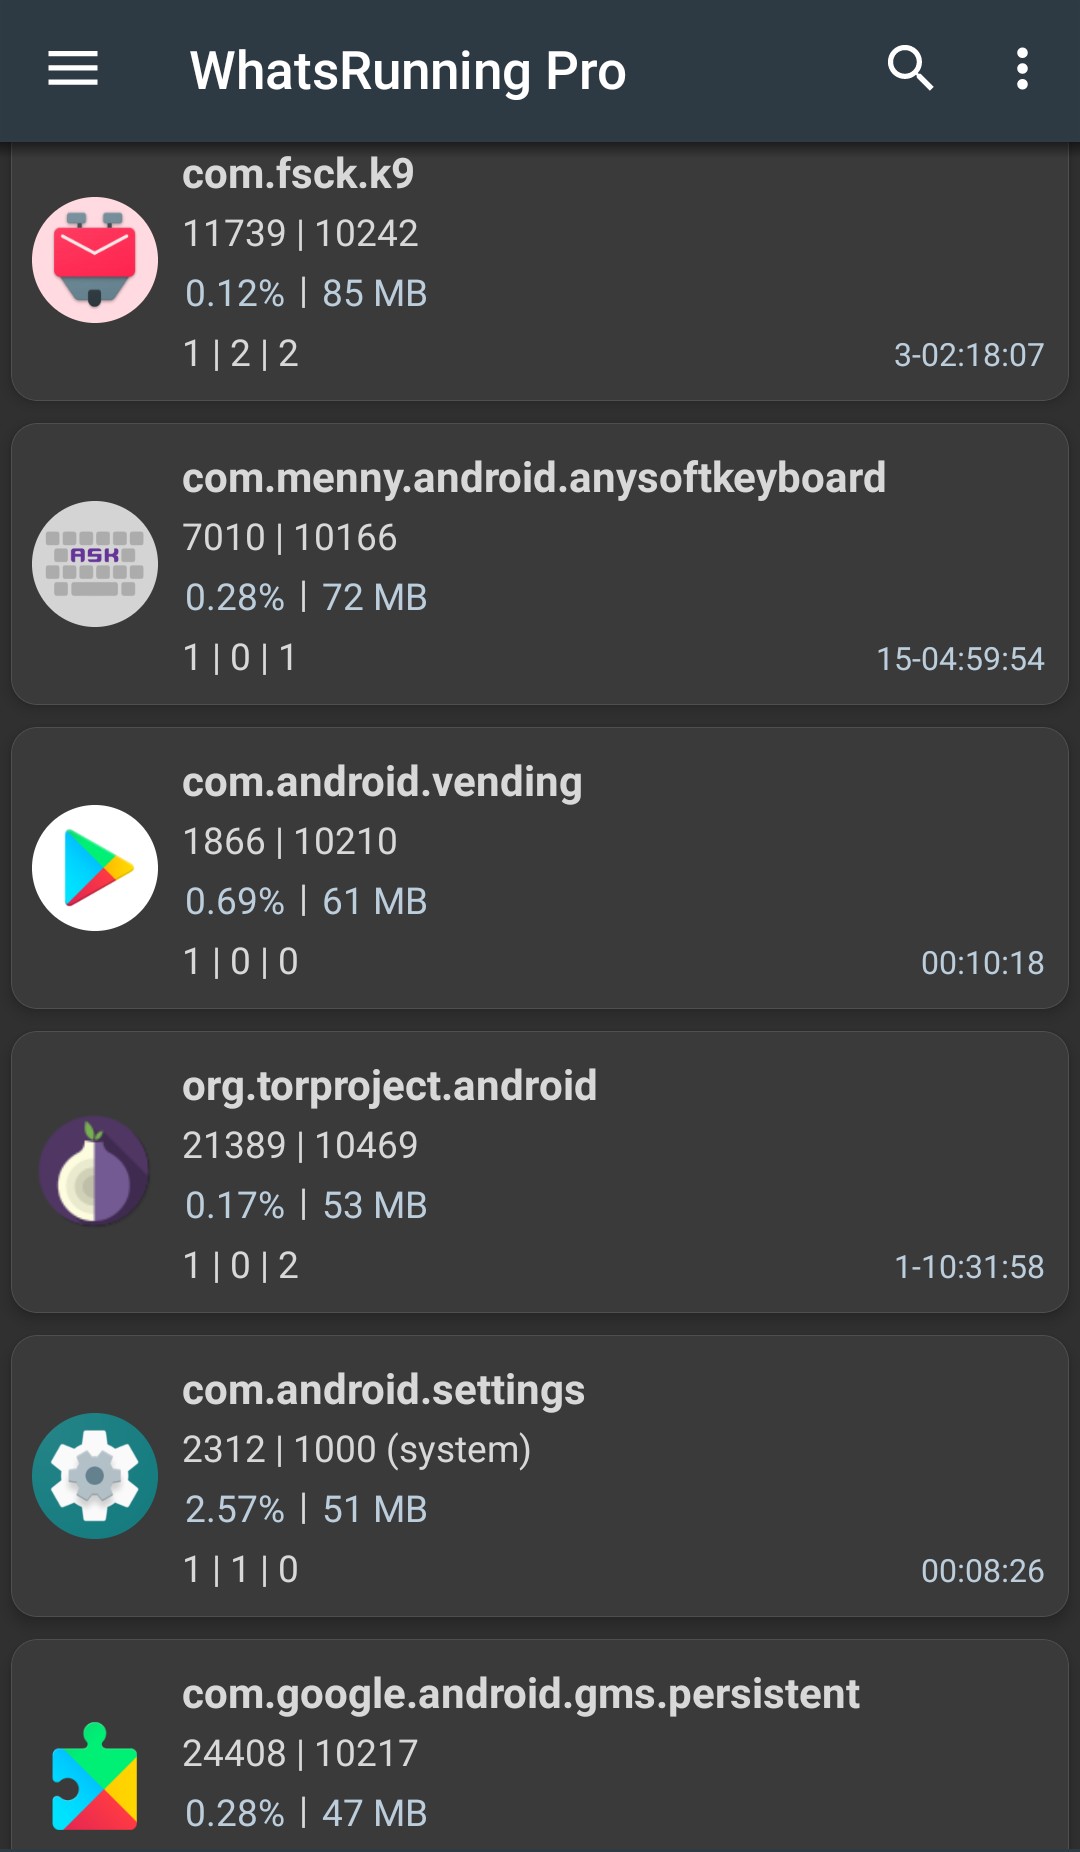 WhatsRunning Pro
com.fsck.k9
11739 | 10242
0.12% | 85 MB
1 | 2 | 2
3-02:18:07
com.menny.android.anysoftkeyboard
ASK
7010 | 10166
0.28% | 72 MB
1 | 0 | 1
15-04:59:54
com.android.vending
1866 | 10210
0.69% | 61 MB
1 | 0 | 0
00:10:18
org.torproject.android
21389 | 10469
0.17% | 53 MB
1 | 0 | 2
1-10:31:58
com.android.settings
2312 | 1000 (system)
2.57% | 51 MB
1 | 1 | 0
00:08:26
com.google.android.gms.persistent
24408 | 10217
0.28% | 47 MB